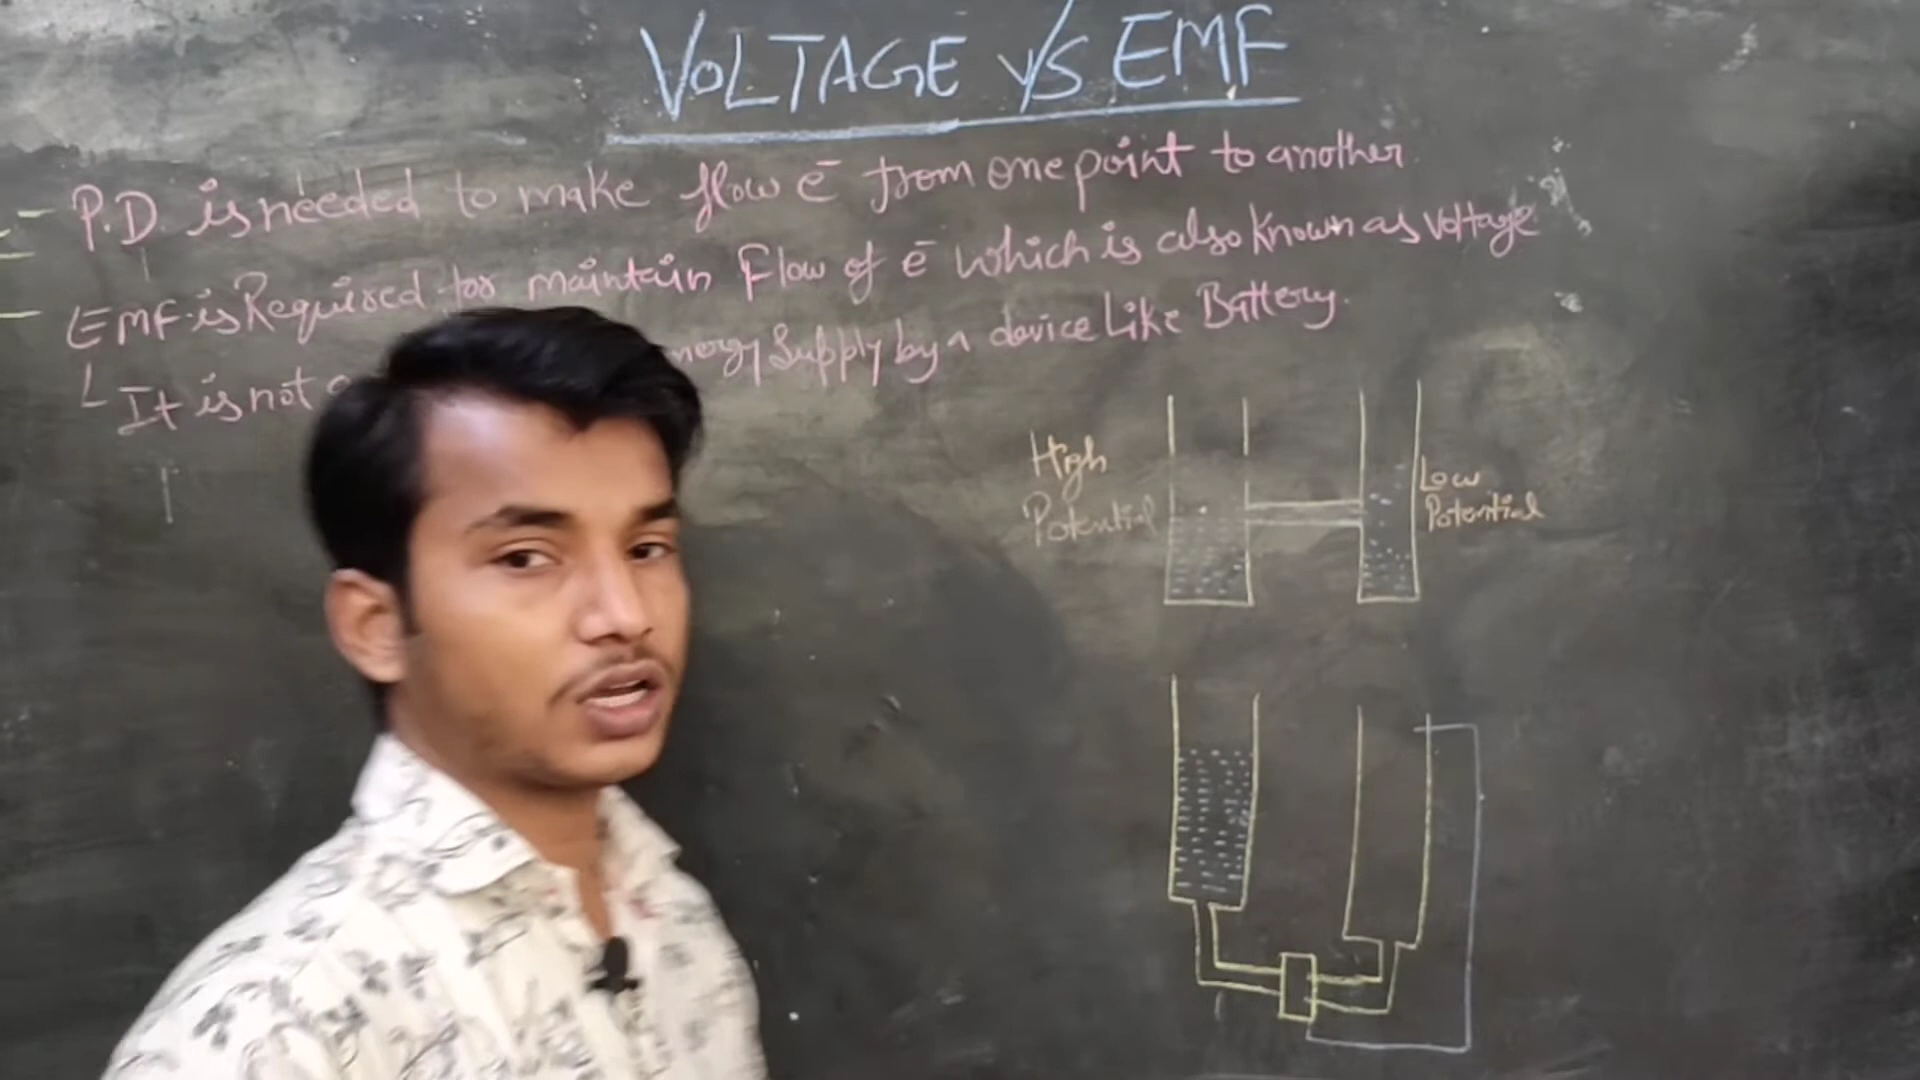 VOLTAGE V/S EMF
P.D. is needed to make flow ē from one point to another
EMF is Required for maintain Flow of ē which is also Known as Voltage
It is not energy Supply by a device Like Battery.
High
Potential
Low
Potential